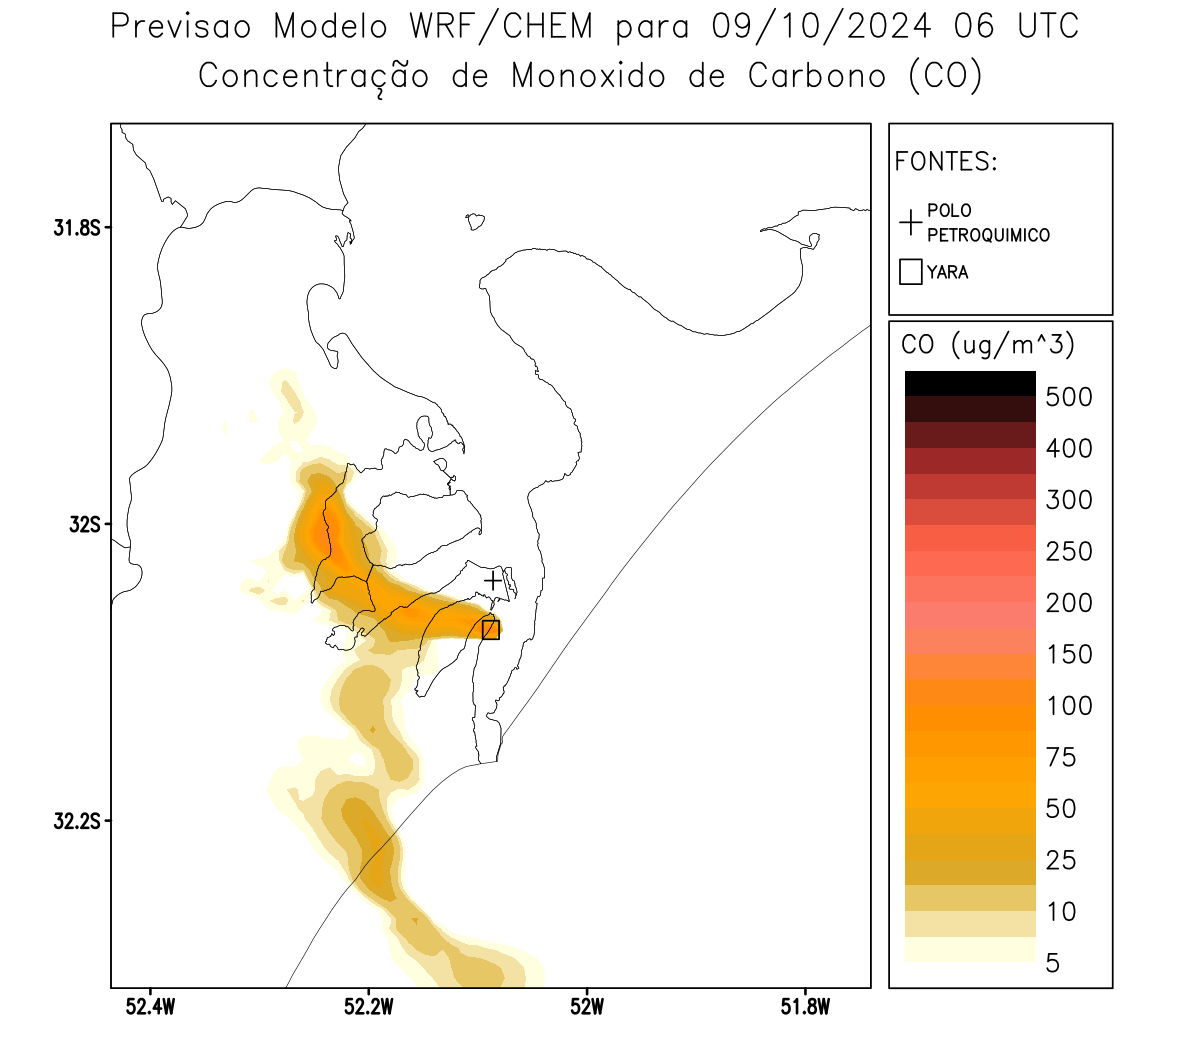 Previsao Modelo WRF/CHEM para 09/10/2024 06 UTC
Concentração de Monoxido de Carbono (CO)
FONTES:
POLO
PETROQUIMICO
YARA
CO (ug/m^3)
500
400
300
250
200
150
100
75
50
25
10
5
31.8S
32S
32.2S
52.4W
52.2W
52W
51.8W